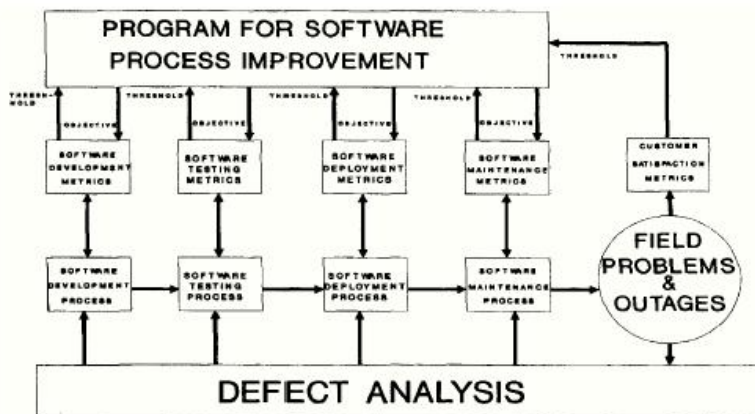 PROGRAM FOR SOFTWARE
PROCESS IMPROVEMENT
THRESH-
HOLD
OBJECTIVE
THRESHOLD
OBJECTIVE
THRESHOLD
OBJECTIVE
THRESHOLD
OBJECTIVE
THRESHOLD
SOFTWARE
DEVELOPMENT
METRICS
SOFTWARE
TESTING
METRICS
SOFTWARE
DEPLOYMENT
METRICS
SOFTWARE
MAINTENANCE
METRICS
CUSTOMER
SATISFACTION
METRICS
SOFTWARE
DEVELOPMENT
PROCESS
SOFTWARE
TESTING PROCESS
SOFTWARE
DEPLOYMENT
PROCESS
SOFTWARE
MAINTENANCE
PROCESS
FIELD
PROBLEMS
&
OUTAGES
DEFECT ANALYSIS